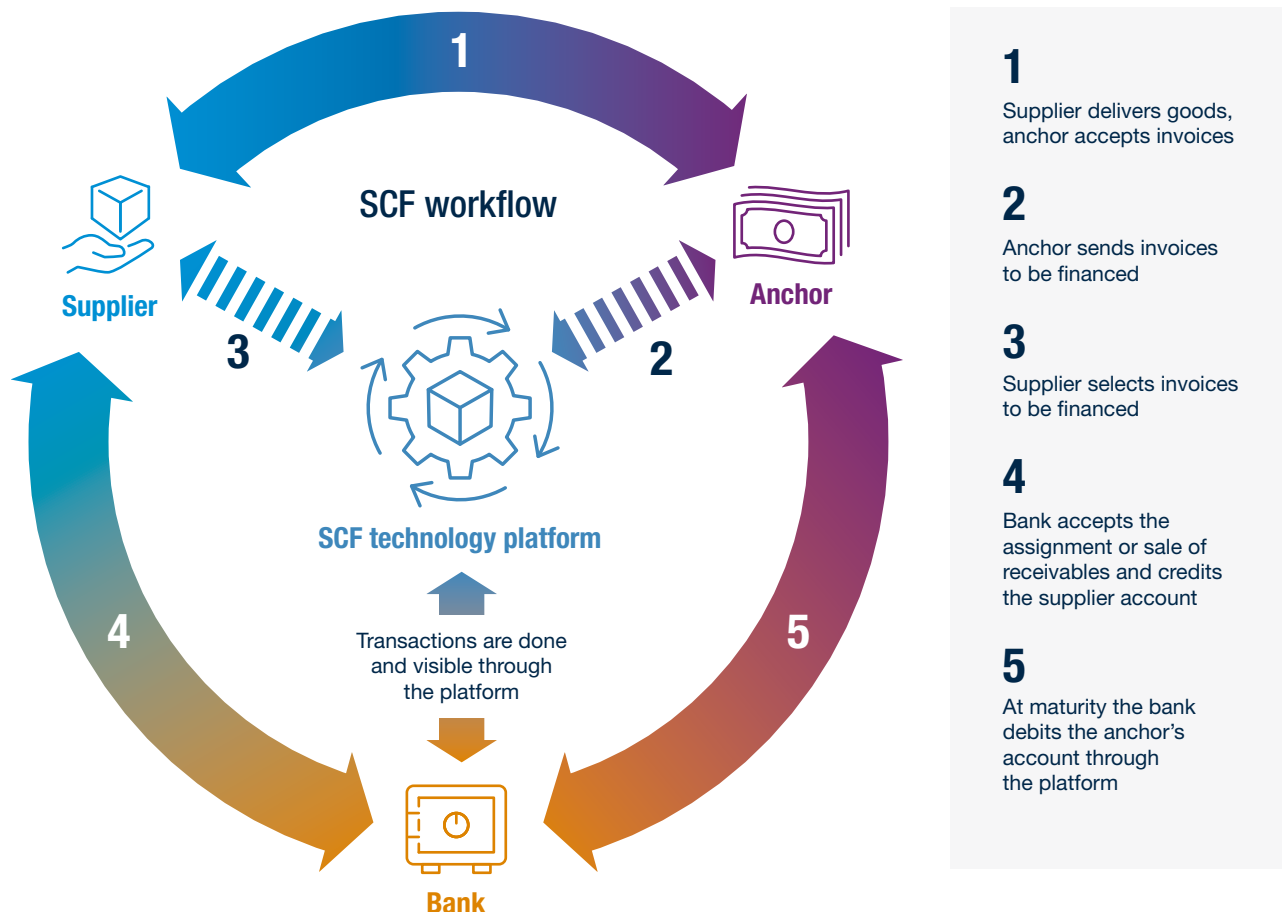 1
SCF workflow
Supplier
Anchor
3
2
SCF technology platform
4
Transactions are done
and visible through
the platform
5
Bank
1
Supplier delivers goods,
anchor accepts invoices
2
Anchor sends invoices
to be financed
3
Supplier selects invoices
to be financed
4
Bank accepts the
assignment or sale of
receivables and credits
the supplier account
5
At maturity the bank
debits the anchor’s
account through
the platform